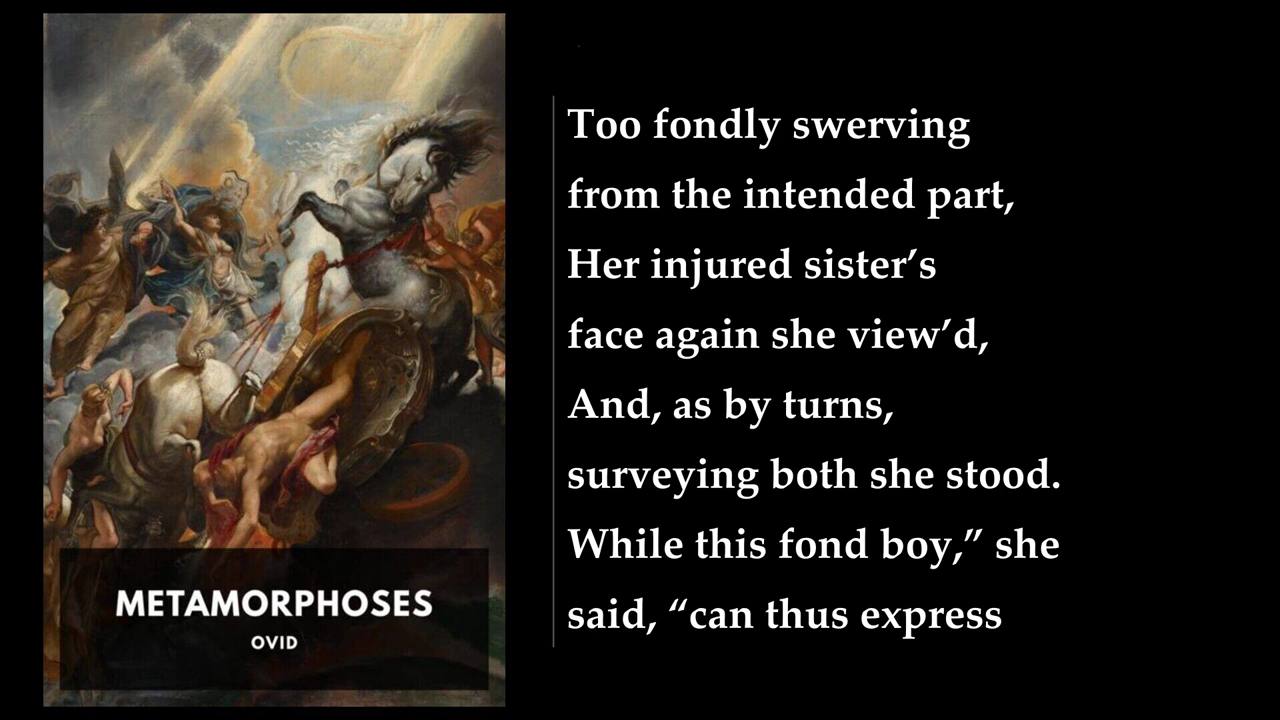 METAMORPHOSES
OVID
Too fondly swerving
from the intended part,
Her injured sister’s
face again she view’d,
And, as by turns,
surveying both she stood.
While this fond boy,” she
said, “can thus express